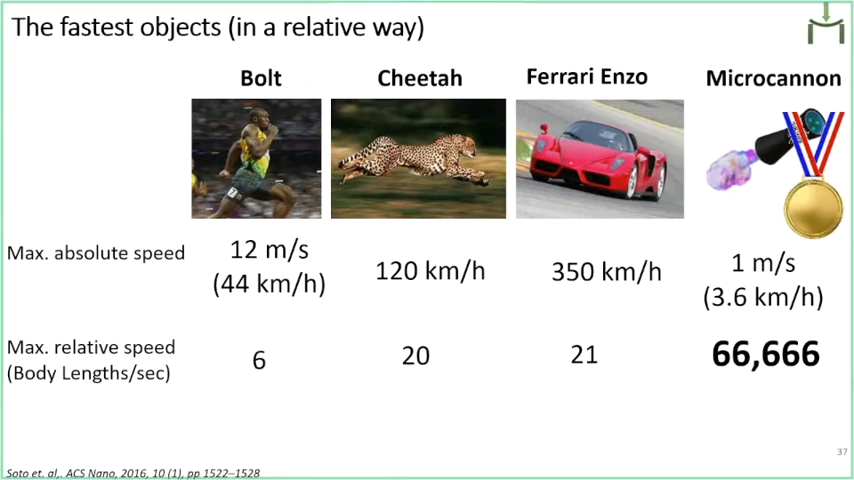 The fastest objects (in a relative way)
Bolt
Cheetah
Ferrari Enzo
Microcannon
Max. absolute speed
12 m/s
(44 km/h)
120 km/h
350 km/h
1 m/s
(3.6 km/h)
Max. relative speed
(Body Lengths/sec)
6
20
21
66,666
37
Soto et. al,. ACS Nano, 2016, 10 (1), pp 1522–1528